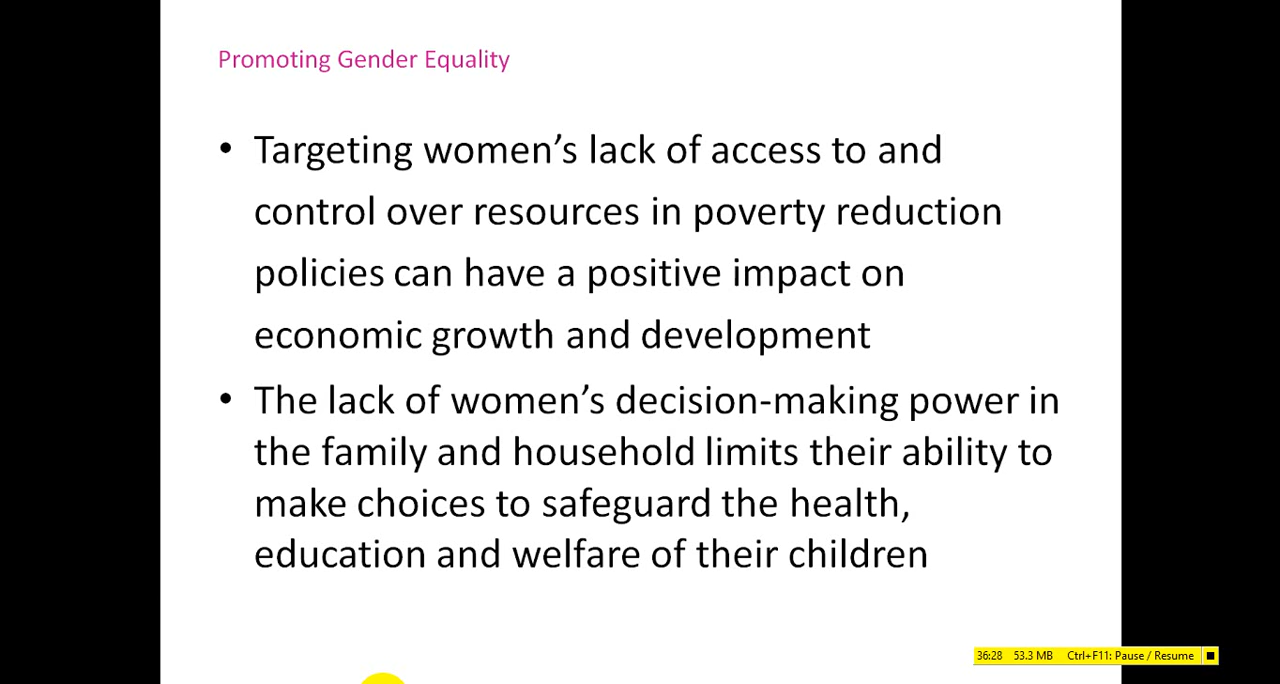 Promoting Gender Equality
• Targeting women’s lack of access to and
control over resources in poverty reduction
policies can have a positive impact on
economic growth and development
• The lack of women’s decision-making power in
the family and household limits their ability to
make choices to safeguard the health,
education and welfare of their children
36:28 53.3 MB Ctrl+F11: Pause / Resume